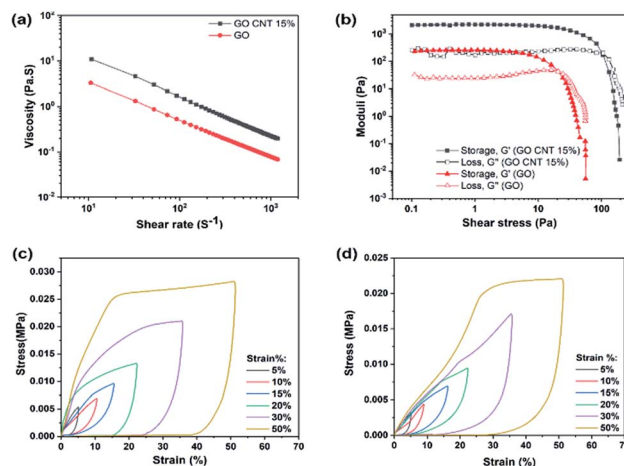 (a)
GO CNT 15%
GO
Viscosity (Pa.S)
10²
10¹
10⁰
10⁻¹
10⁻²
10¹ 10² 10³
Shear rate (S⁻¹)
(b)
Moduli (Pa)
10³
10²
10¹
10⁰
10⁻¹
10⁻²
10⁻³
Storage, G' (GO CNT 15%)
Loss, G" (GO CNT 15%)
Storage, G' (GO)
Loss, G" (GO)
0.1 1 10 100
Shear stress (Pa)
(c)
Stress(MPa)
0.030
0.025
0.020
0.015
0.010
0.005
0.000
Strain%:
5%
10%
15%
20%
30%
50%
0 10 20 30 40 50 60 70
Strain (%)
(d)
Stress (MPa)
0.025
0.020
0.015
0.010
0.005
0.000
Strain %:
5%
10%
15%
20%
30%
50%
0 10 20 30 40 50 60 70
Strain (%)